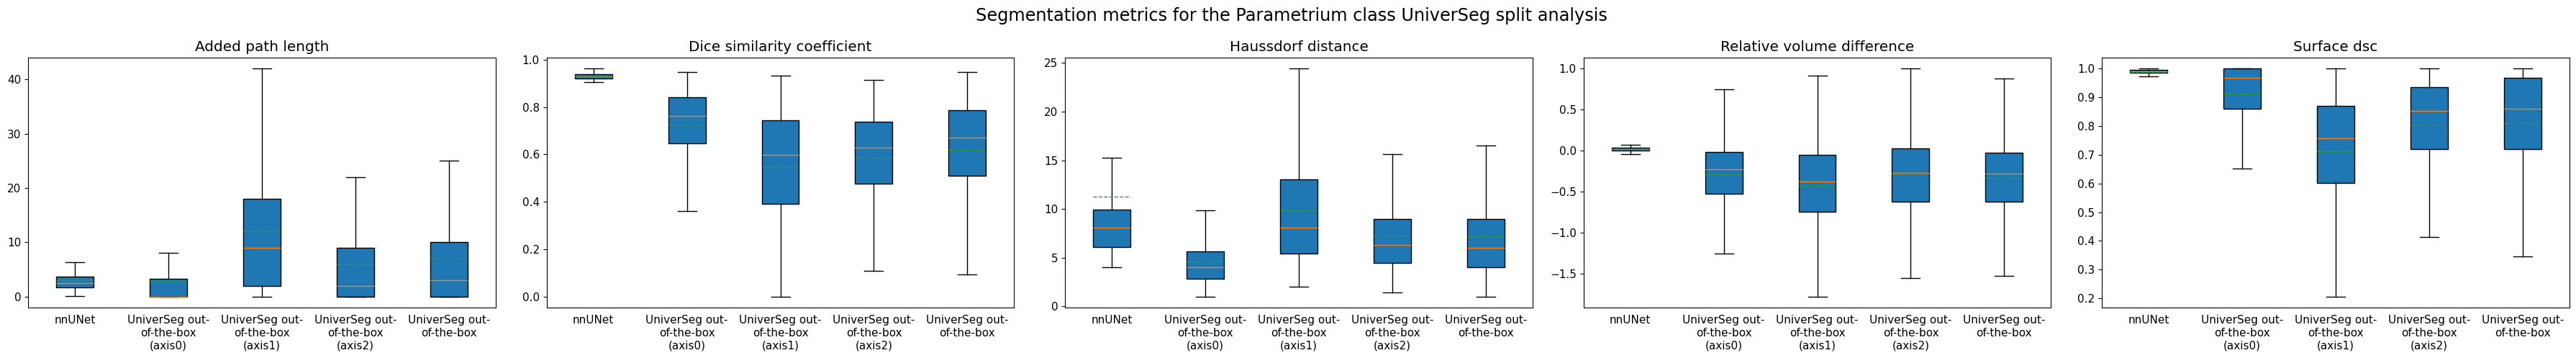 Segmentation metrics for the Parametrium class UniverSeg split analysis
Added path length
40
30
20
10
0
nnUNet
UniverSeg out-
of-the-box
(axis0)
UniverSeg out-
of-the-box
(axis1)
UniverSeg out-
of-the-box
(axis2)
UniverSeg out-
of-the-box
Dice similarity coefficient
1.0
0.8
0.6
0.4
0.2
0.0
nnUNet
UniverSeg out-
of-the-box
(axis0)
UniverSeg out-
of-the-box
(axis1)
UniverSeg out-
of-the-box
(axis2)
UniverSeg out-
of-the-box
Haussdorf distance
25
20
15
10
5
0
nnUNet
UniverSeg out-
of-the-box
(axis0)
UniverSeg out-
of-the-box
(axis1)
UniverSeg out-
of-the-box
(axis2)
UniverSeg out-
of-the-box
Relative volume difference
1.0
0.5
0.0
−0.5
−1.0
−1.5
nnUNet
UniverSeg out-
of-the-box
(axis0)
UniverSeg out-
of-the-box
(axis1)
UniverSeg out-
of-the-box
(axis2)
UniverSeg out-
of-the-box
Surface dsc
1.0
0.9
0.8
0.7
0.6
0.5
0.4
0.3
0.2
nnUNet
UniverSeg out-
of-the-box
(axis0)
UniverSeg out-
of-the-box
(axis1)
UniverSeg out-
of-the-box
(axis2)
UniverSeg out-
of-the-box